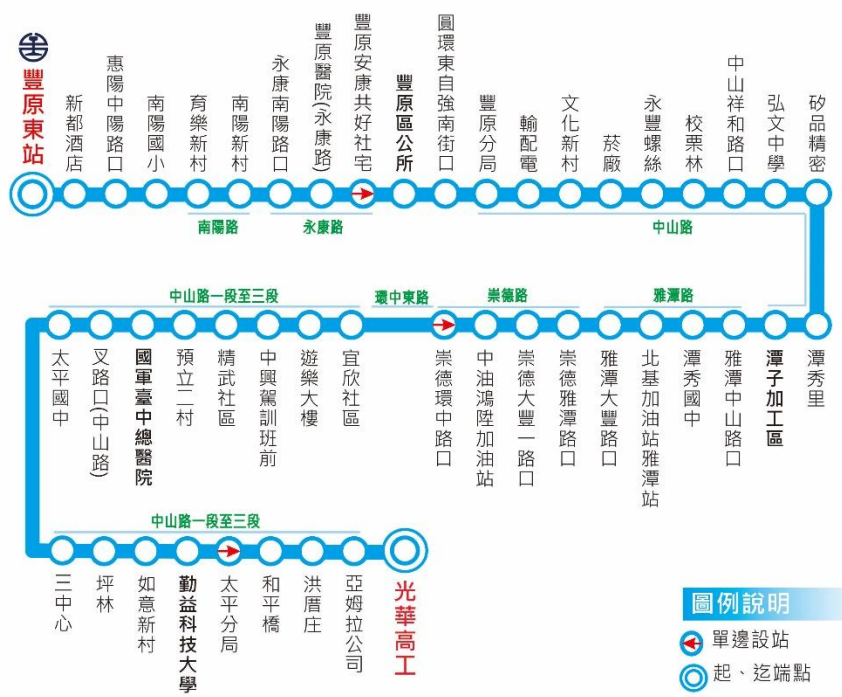 豐原東站
新都酒店
惠陽中陽路口
南陽國小
育樂新村
南陽新村
永康南陽路口
豐原醫院(永康路)
豐原安康共好社宅
豐原區公所
圓環東自強南街口
豐原分局
輸配電
文化新村
菸廠
永豐螺絲
校栗林
中山祥和路口
弘文中學
矽品精密
南陽路
永康路
中山路
中山路一段至三段
環中東路
崇德路
雅潭路
太平國中
叉路口(中山路)
國軍臺中總醫院
預立二村
精武社區
中興駕訓班前
遊樂大樓
宜欣社區
崇德環中路口
中油鴻陞加油站
崇德大豐一路口
崇德雅潭路口
雅潭大豐路口
北基加油站雅潭站
潭秀國中
雅潭中山路口
潭子加工區
潭秀里
中山路一段至三段
三中心
坪林
如意新村
勤益科技大學
太平分局
和平橋
洪厝庄
亞姆拉公司
光華高工
圖例說明
單邊設站
起、迄端點